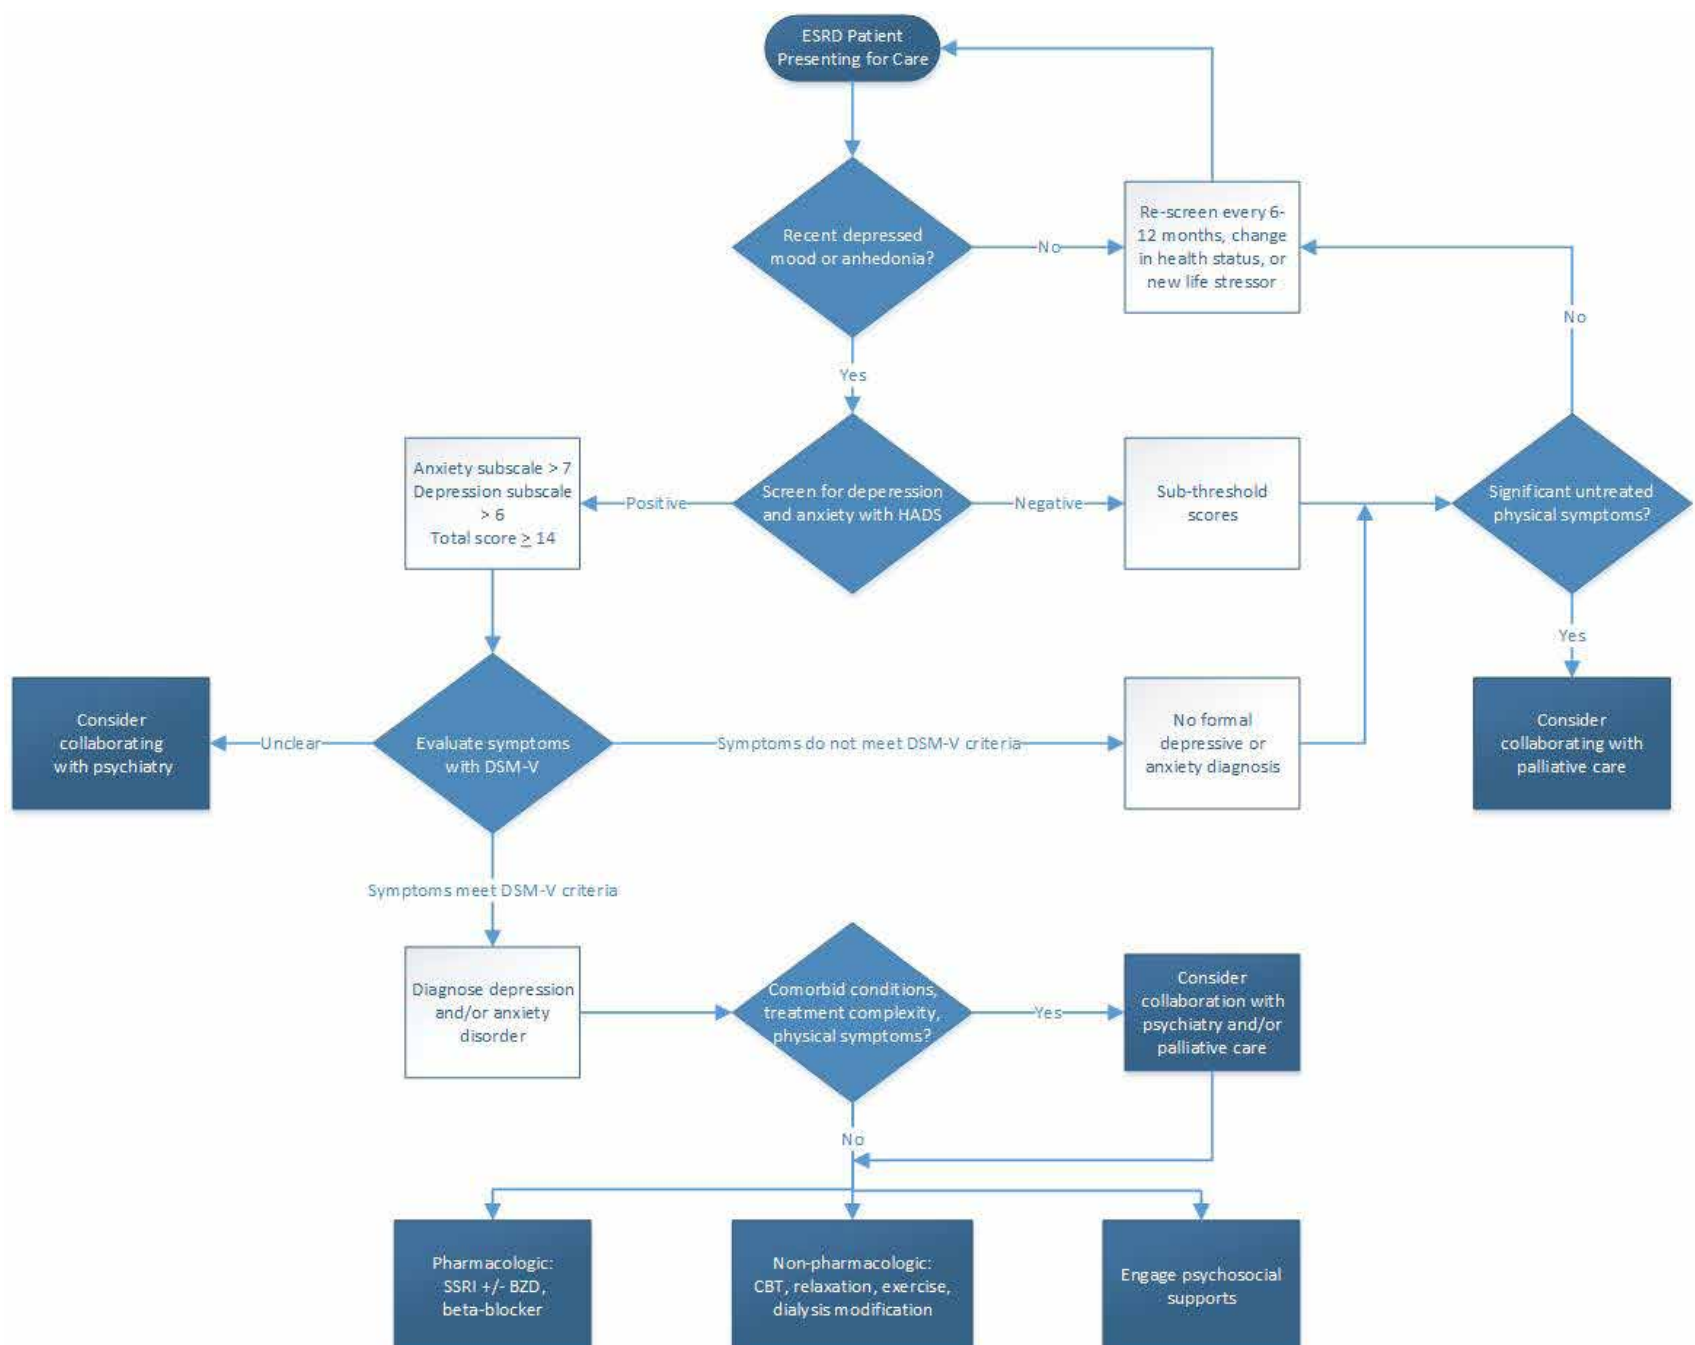 ESRD Patient
Presenting for Care
Recent depressed
mood or anhedonia?
No
Re-screen every 6-
12 months, change
in health status, or
new life stressor
No
Yes
Anxiety subscale > 7
Depression subscale
> 6
Total score ≥ 14
Positive
Screen for deperession
and anxiety with HADS
Negative
Sub-threshold
scores
Significant untreated
physical symptoms?
Yes
Consider
collaborating
with psychiatry
Unclear
Evaluate symptoms
with DSM-V
Symptoms do not meet DSM-V criteria
No formal
depressive or
anxiety diagnosis
Consider
collaborating with
palliative care
Symptoms meet DSM-V criteria
Diagnose depression
and/or anxiety
disorder
Comorbid conditions,
treatment complexity,
physical symptoms?
Yes
Consider
collaboration with
psychiatry and/or
palliative care
No
Pharmacologic:
SSRI +/- BZD,
beta-blocker
Non-pharmacologic:
CBT, relaxation, exercise,
dialysis modification
Engage psychosocial
supports